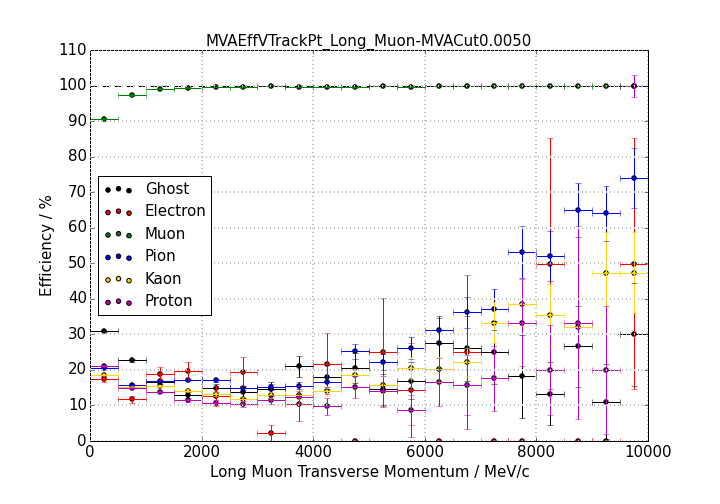 MVAEffVTrackPt_Long_Muon-MVACut0.0050
110
100
90
80
70
60
50
40
30
20
10
0
Efficiency / %
Ghost
Electron
Muon
Pion
Kaon
Proton
0 2000 4000 6000 8000 10000
Long Muon Transverse Momentum / MeV/c